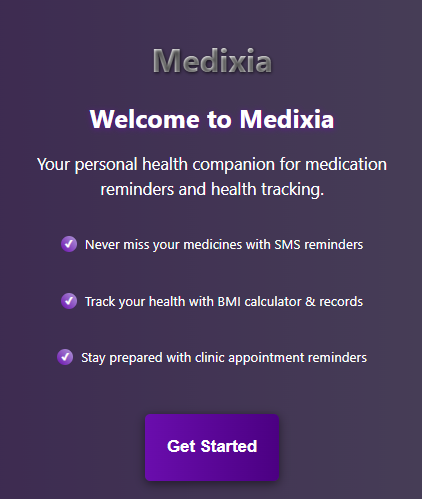 Medixia
Welcome to Medixia
Your personal health companion for medication
reminders and health tracking.
Never miss your medicines with SMS reminders
Track your health with BMI calculator & records
Stay prepared with clinic appointment reminders
Get Started